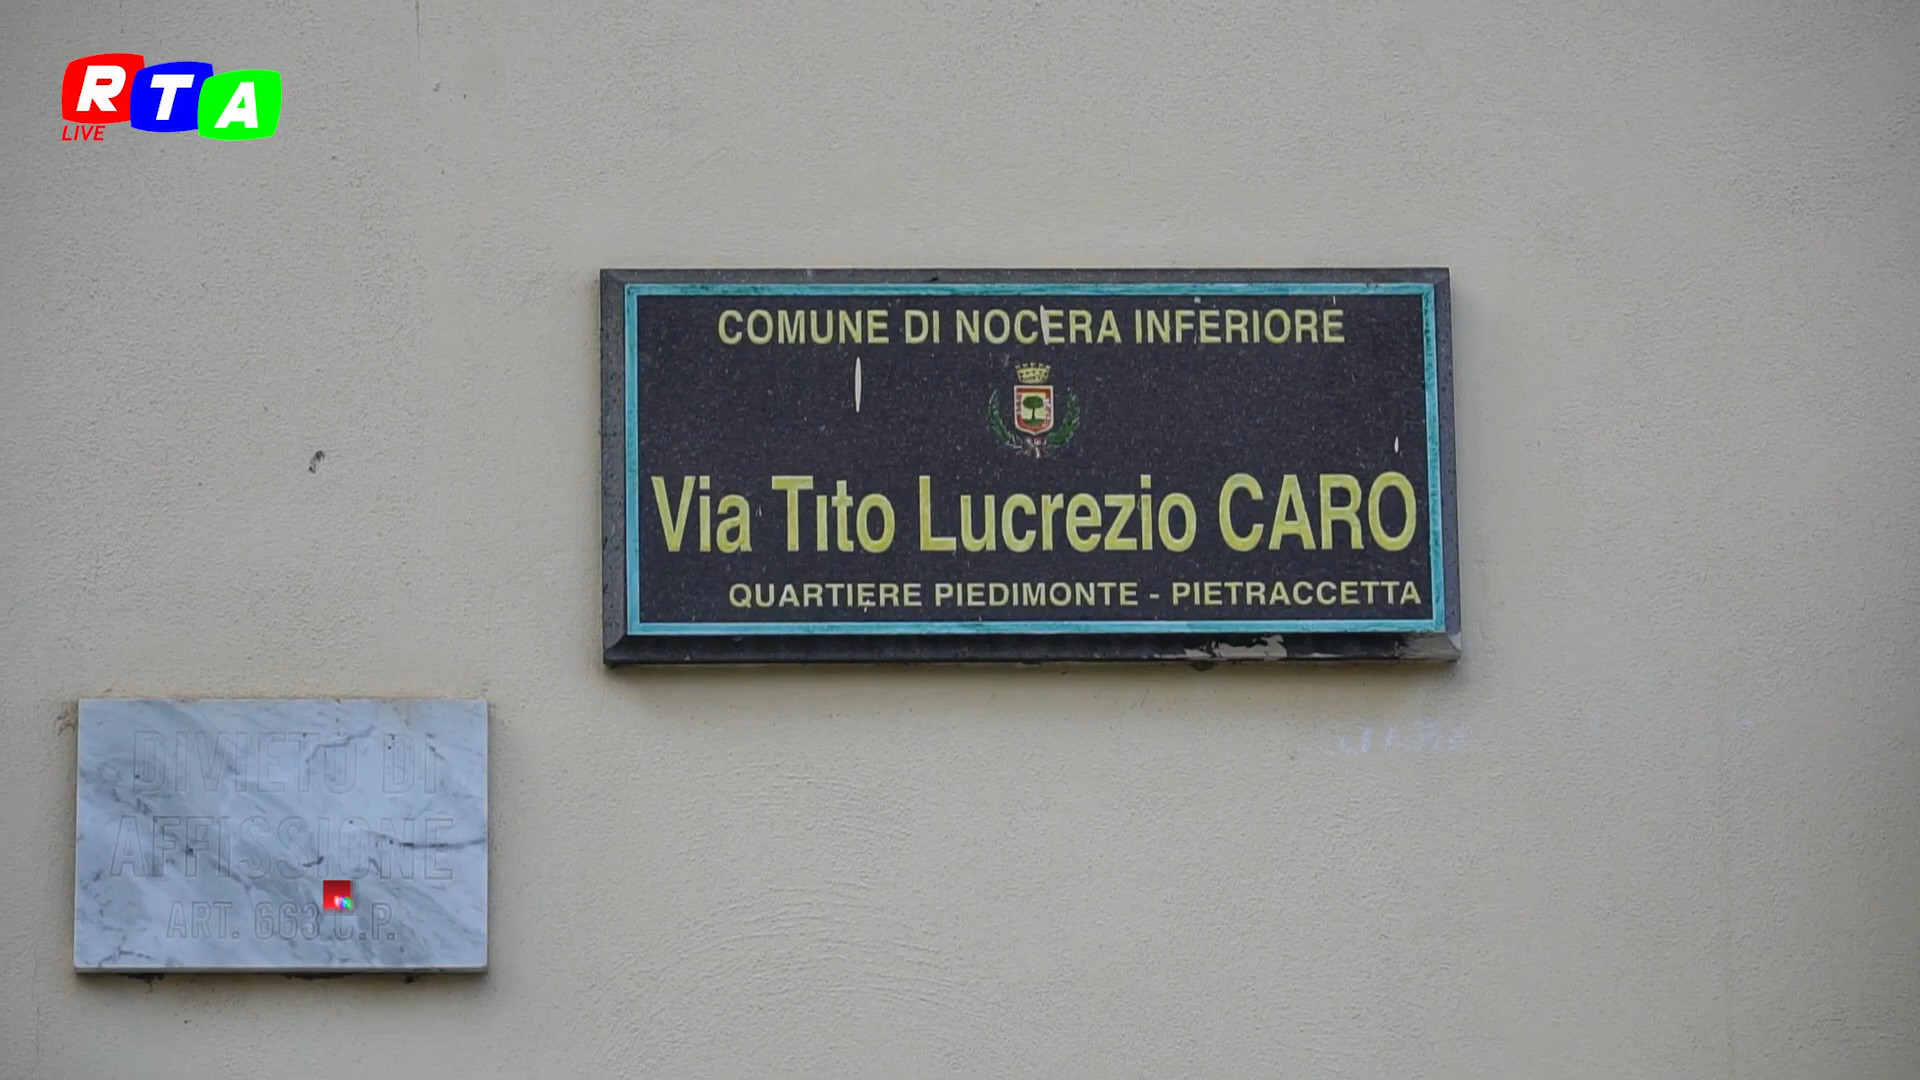 RTA
LIVE
COMUNE DI NOCERA INFERIORE
Via Tito Lucrezio CARO
QUARTIERE PIEDIMONTE - PIETRACCETTA
DIVIETO DI
AFFISSIONE
ART. 663 C.P.